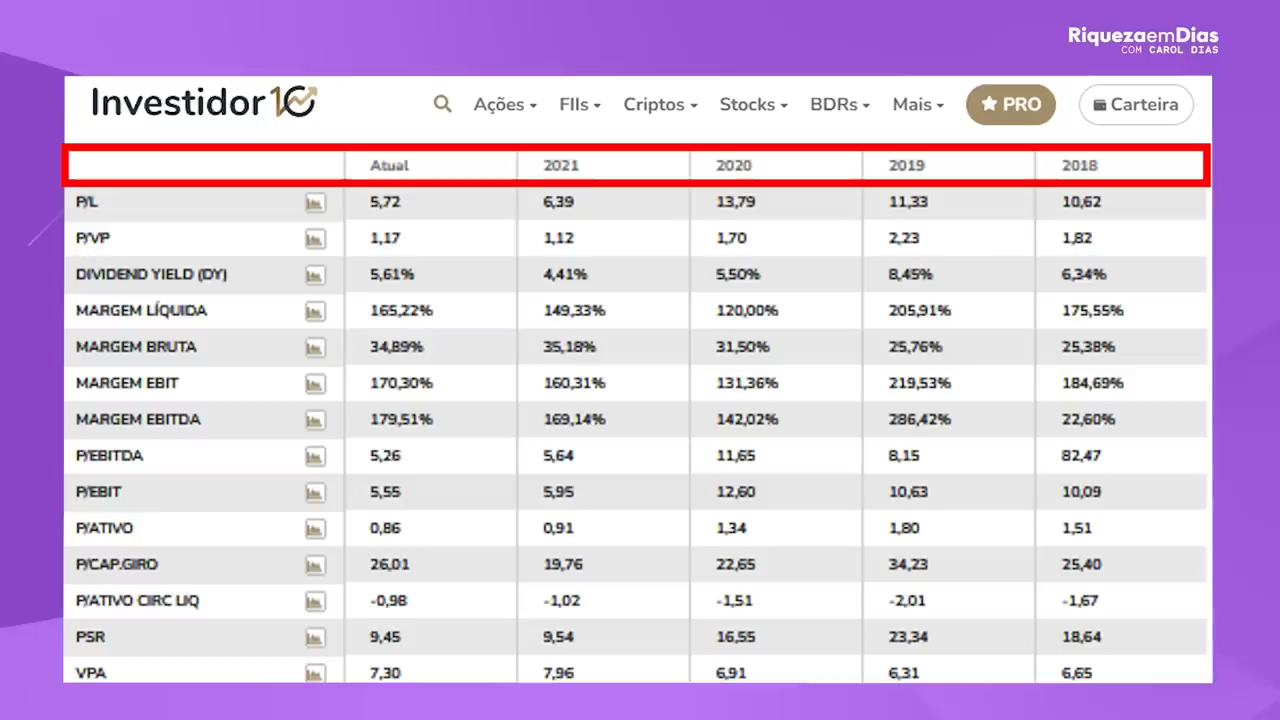 RiquezaemDias
COM CAROL DIAS
Investidor 10
Ações FIIs Criptos Stocks BDRs Mais PRO Carteira
Atual 2021 2020 2019 2018
P/L 5,72 6,39 13,79 11,33 10,62
P/VP 1,17 1,12 1,70 2,23 1,82
DIVIDEND YIELD (DY) 5,61% 4,41% 5,50% 8,45% 6,34%
MARGEM LÍQUIDA 165,22% 149,33% 120,00% 205,91% 175,55%
MARGEM BRUTA 34,89% 35,18% 31,50% 25,76% 25,38%
MARGEM EBIT 170,30% 160,31% 131,36% 219,53% 184,69%
MARGEM EBITDA 179,51% 169,14% 142,02% 286,42% 22,60%
P/EBITDA 5,26 5,64 11,65 8,15 82,47
P/EBIT 5,55 5,95 12,60 10,63 10,09
P/ATIVO 0,86 0,91 1,34 1,80 1,51
P/CAP.GIRO 26,01 19,76 22,65 34,23 25,40
P/ATIVO CIRC LIQ -0,98 -1,02 -1,51 -2,01 -1,67
PSR 9,45 9,54 16,55 23,34 18,64
VPA 7,30 7,96 6,91 6,31 6,65